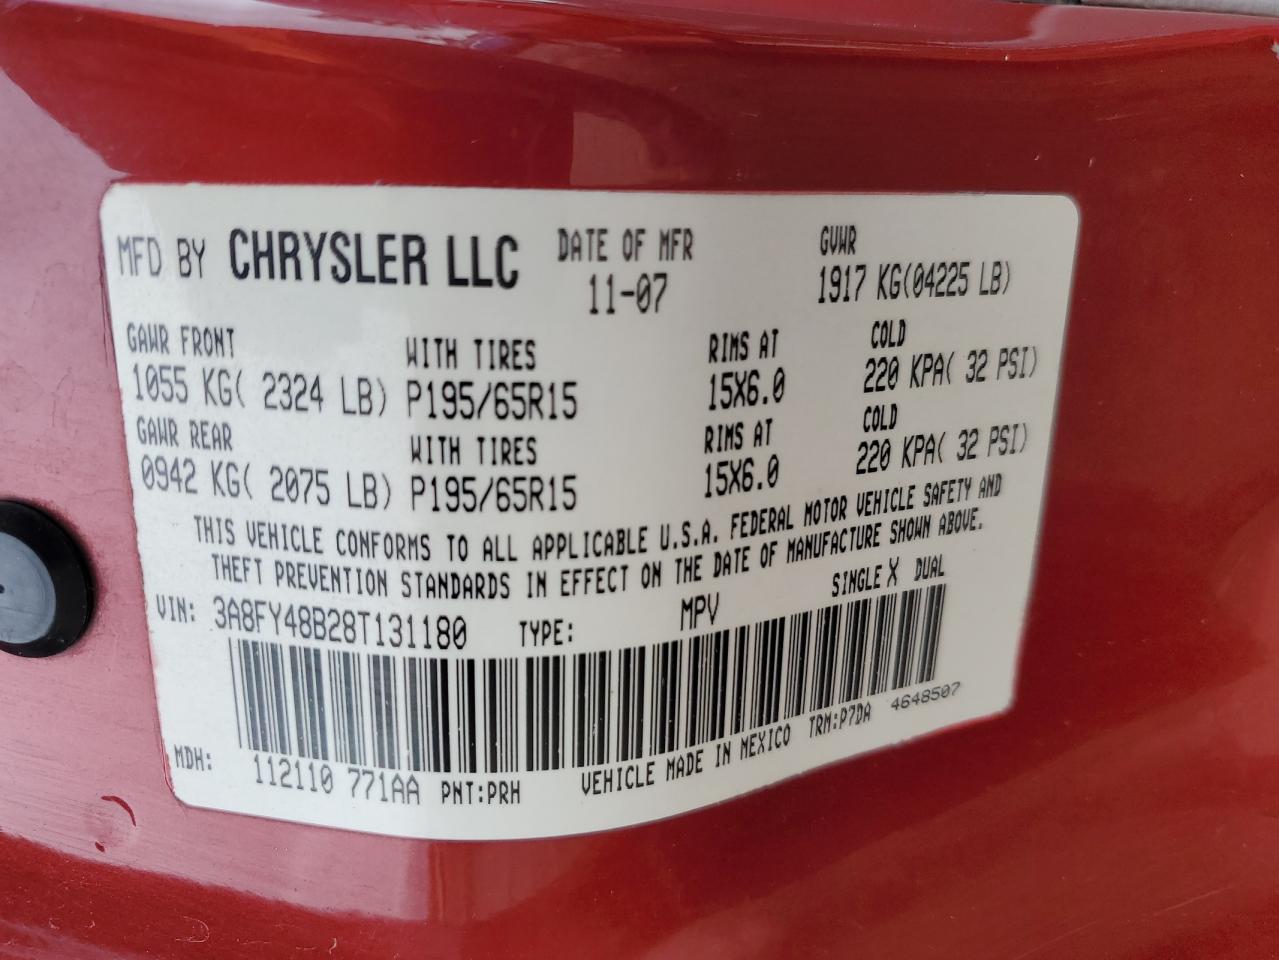 MFD BY CHRYSLER LLC DATE OF MFR GVWR
11-07 1917 KG(04225 LB)
GAWR FRONT WITH TIRES RIMS AT COLD
1055 KG( 2324 LB) P195/65R15 15X6.0 220 KPA( 32 PSI)
GAWR REAR WITH TIRES RIMS AT COLD
0942 KG( 2075 LB) P195/65R15 15X6.0 220 KPA( 32 PSI)
THIS VEHICLE CONFORMS TO ALL APPLICABLE U.S.A. FEDERAL MOTOR VEHICLE SAFETY AND
THEFT PREVENTION STANDARDS IN EFFECT ON THE DATE OF MANUFACTURE SHOWN ABOVE.
VIN: 3A8FY48B28T131180 TYPE: MPV SINGLE X DUAL
MDH: 112110 771AA PNT:PRH VEHICLE MADE IN MEXICO TRM:P7DA 4648507